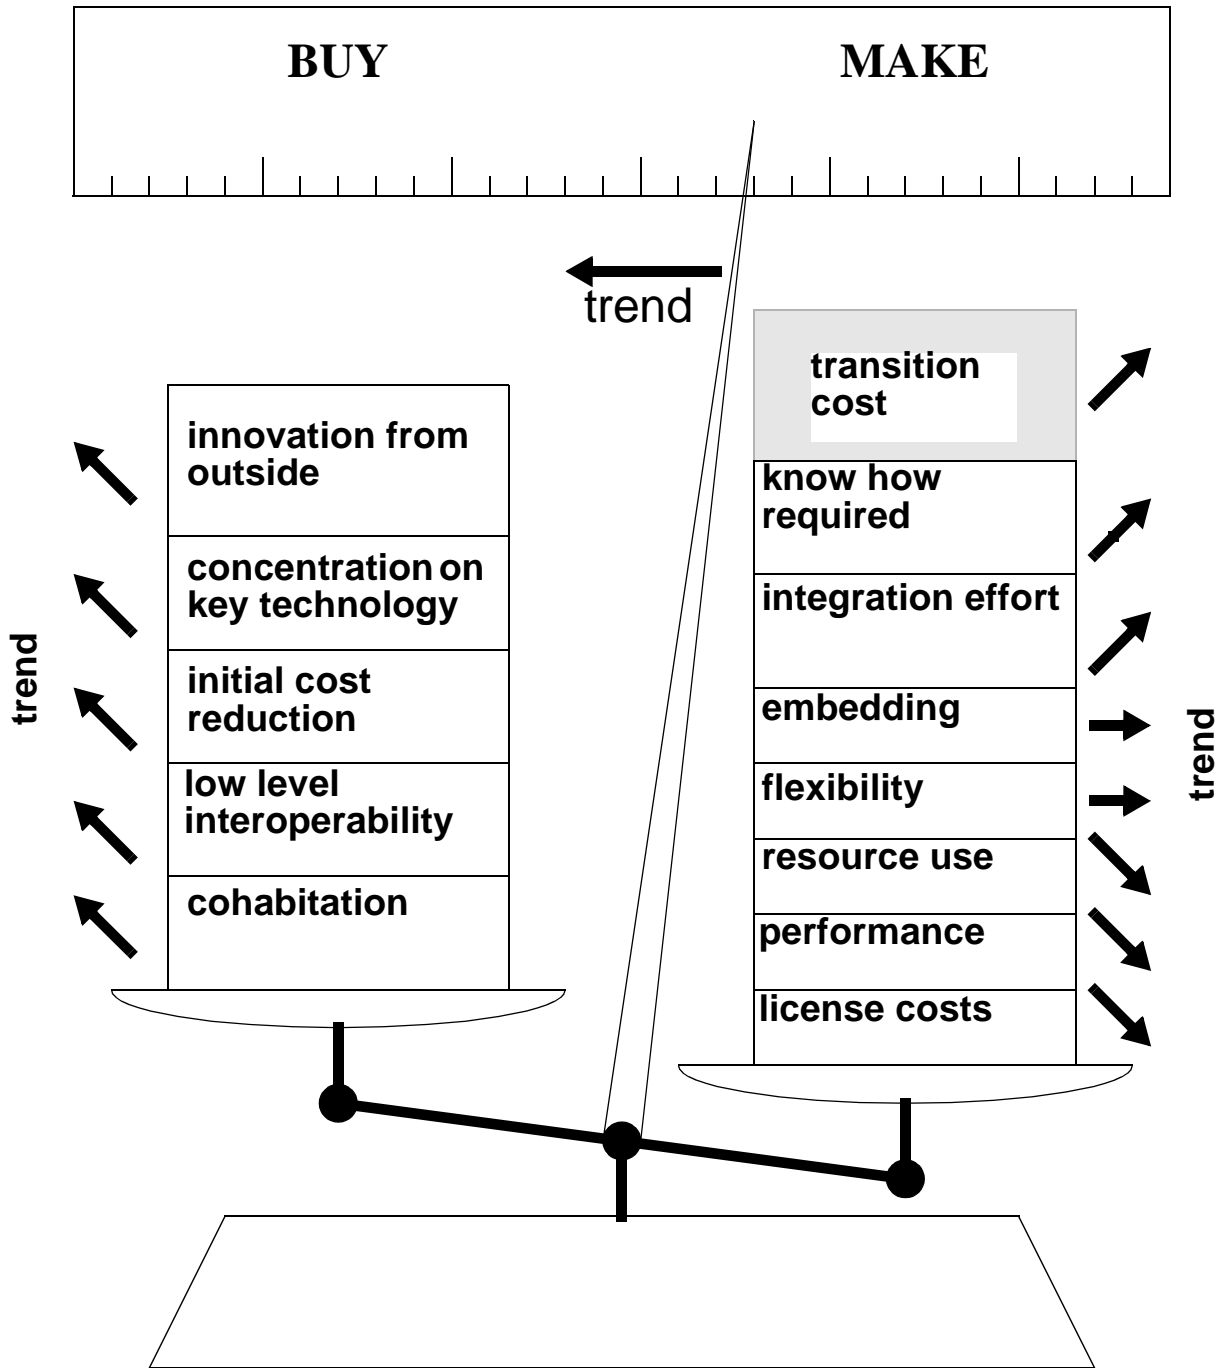 BUY
MAKE
trend
innovation from
outside
concentration on
key technology
initial cost
reduction
low level
interoperability
cohabitation
trend
transition
cost
know how
required
integration effort
embedding
flexibility
resource use
performance
license costs
trend